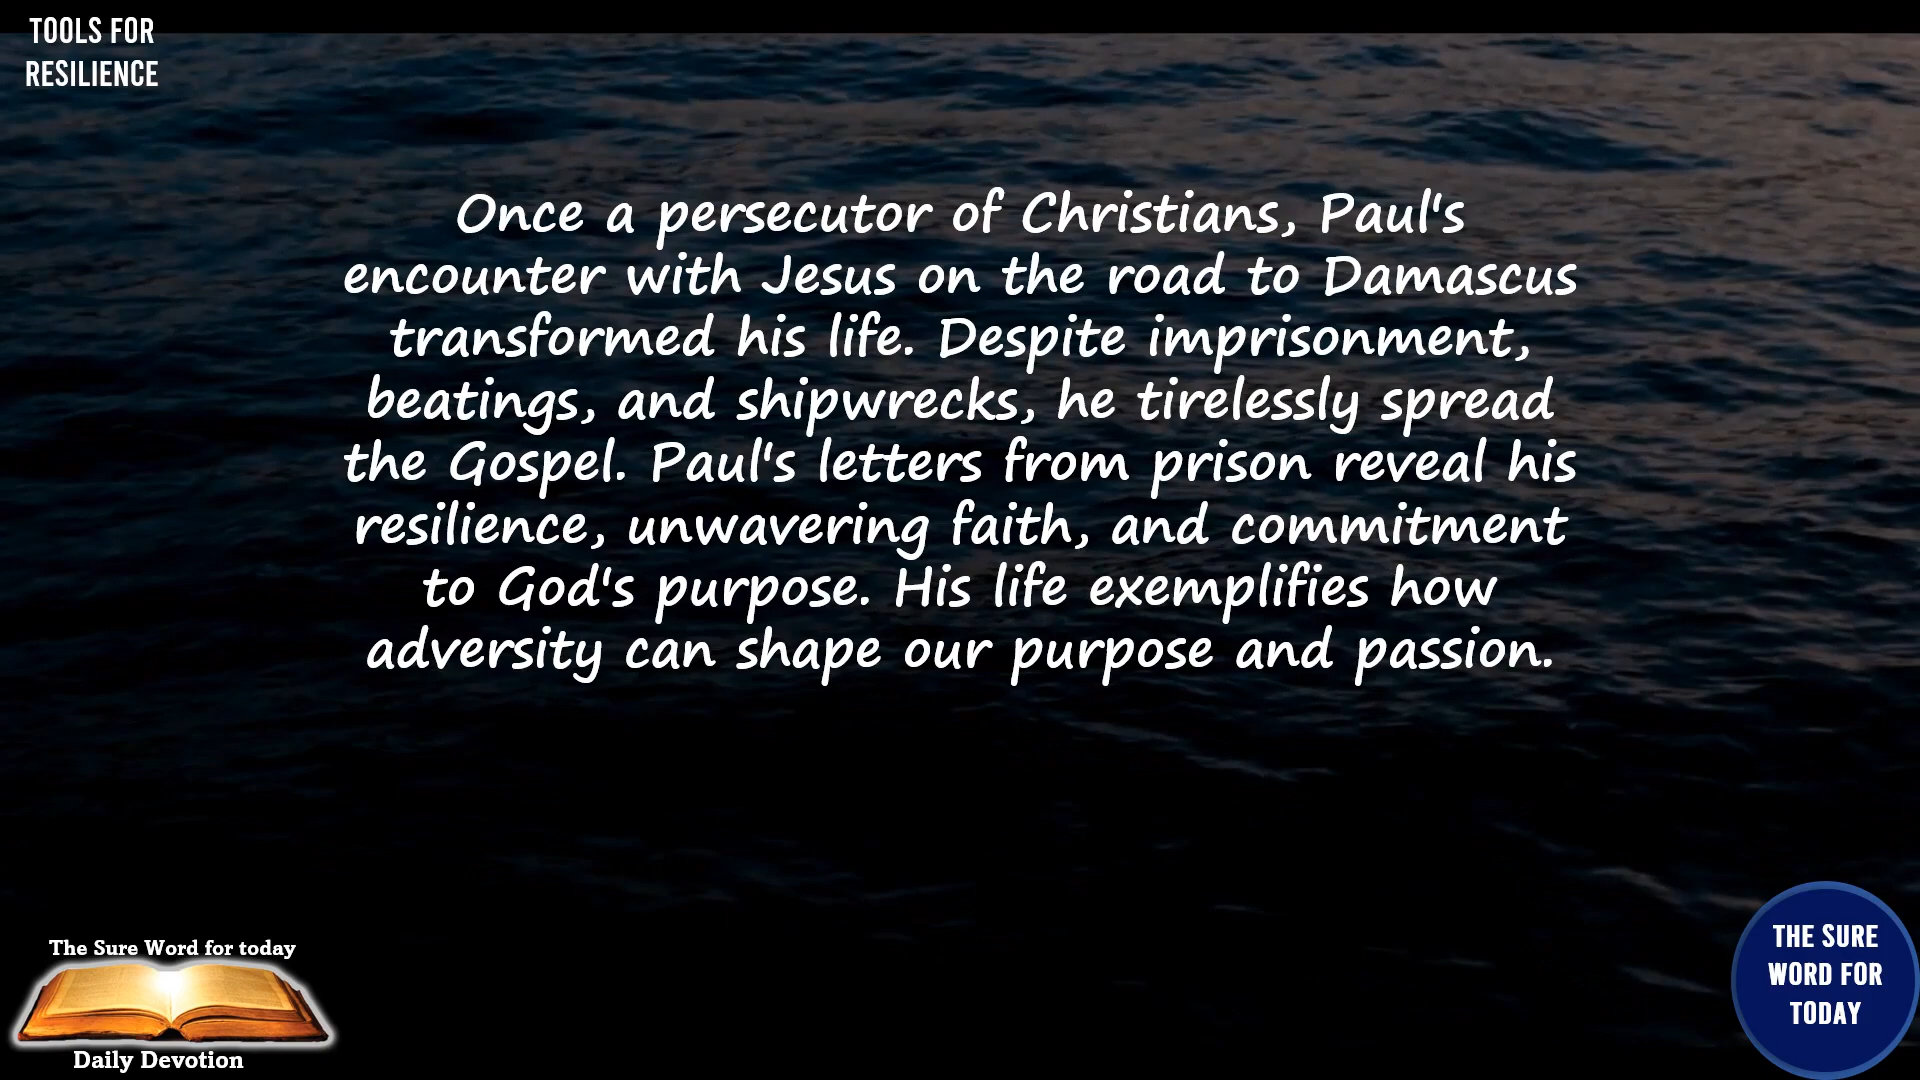 TOOLS FOR
RESILIENCE
Once a persecutor of Christians, Paul's
encounter with Jesus on the road to Damascus
transformed his life. Despite imprisonment,
beatings, and shipwrecks, he tirelessly spread
the Gospel. Paul's letters from prison reveal his
resilience, unwavering faith, and commitment
to God's purpose. His life exemplifies how
adversity can shape our purpose and passion.
The Sure Word for today
Daily Devotion
THE SURE
WORD FOR
TODAY